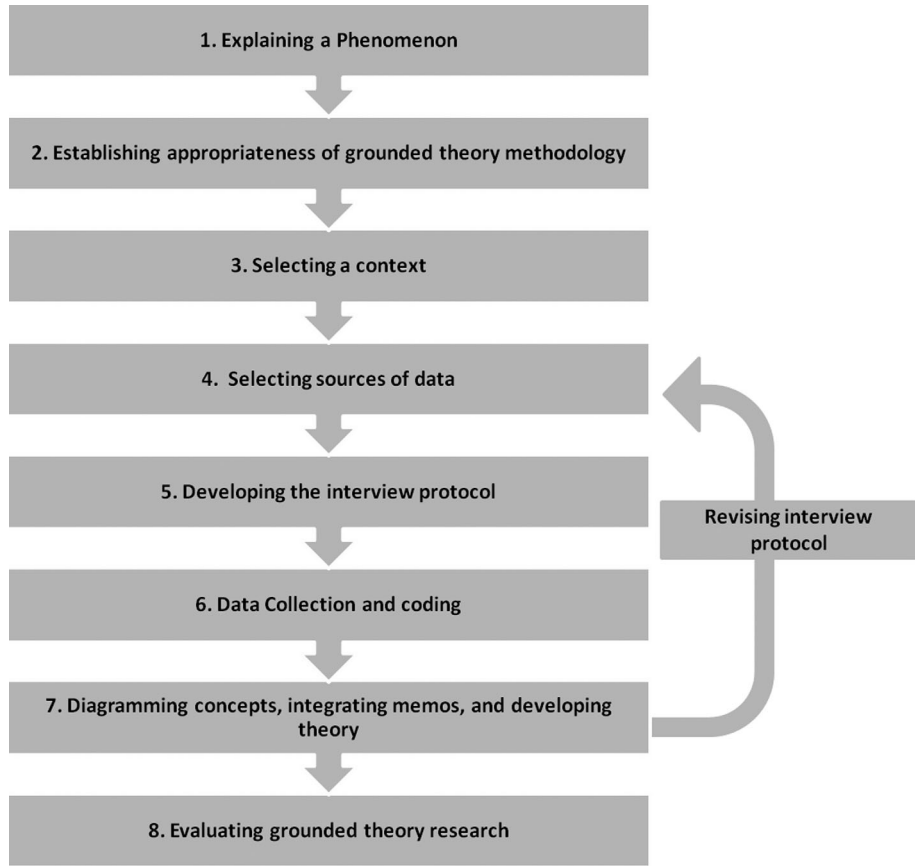 1. Explaining a Phenomenon
2. Establishing appropriateness of grounded theory methodology
3. Selecting a context
4. Selecting sources of data
5. Developing the interview protocol
Revising interview
protocol
6. Data Collection and coding
7. Diagramming concepts, integrating memos, and developing
theory
8. Evaluating grounded theory research